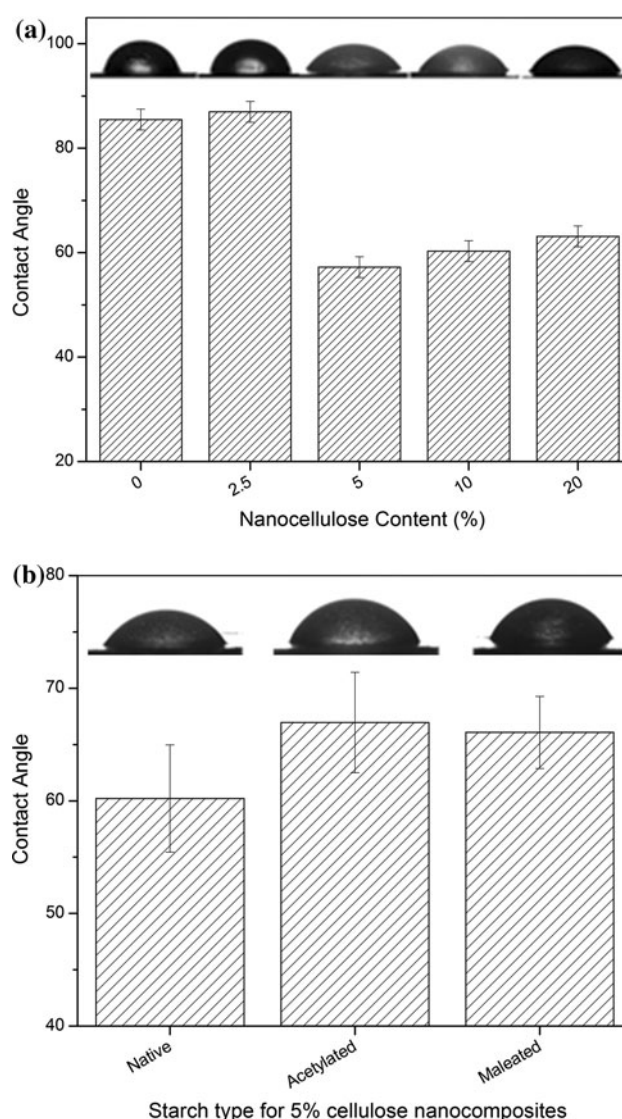 (a)
100
80
60
40
20
Contact Angle
0
2.5
5
10
20
Nanocellulose Content (%)
(b)
80
70
60
50
40
Contact Angle
Native
Acetylated
Maleated
Starch type for 5% cellulose nanocomposites